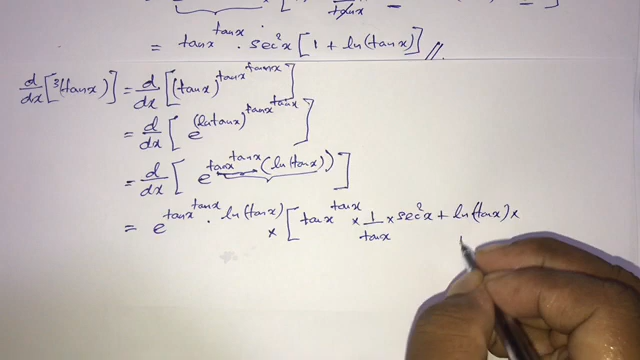 tanx
= tanx^tanx . sec²x [1 + ln(tanx)] //
d/dx [³(tanx)] = d/dx [(tanx)^tanx^tanx]
= d/dx [e^(lntanx)^tanx^tanx]
= d/dx [e^tanx^tanx (ln(tanx))]
= e^tanx^tanx . ln(tanx) × [tanx^tanx × 1/tanx × sec²x + ln(tanx) ×